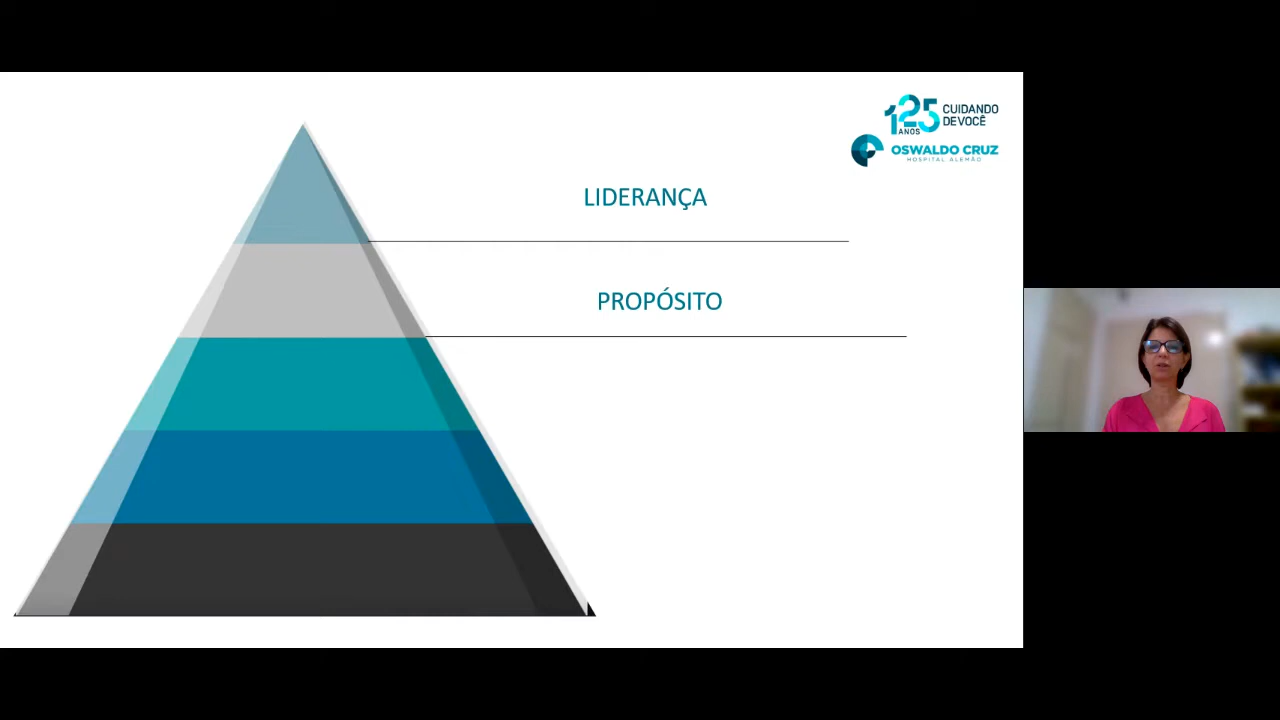 125 ANOS
CUIDANDO
DE VOCÊ
OSWALDO CRUZ
HOSPITAL ALEMÃO
LIDERANÇA
PROPÓSITO